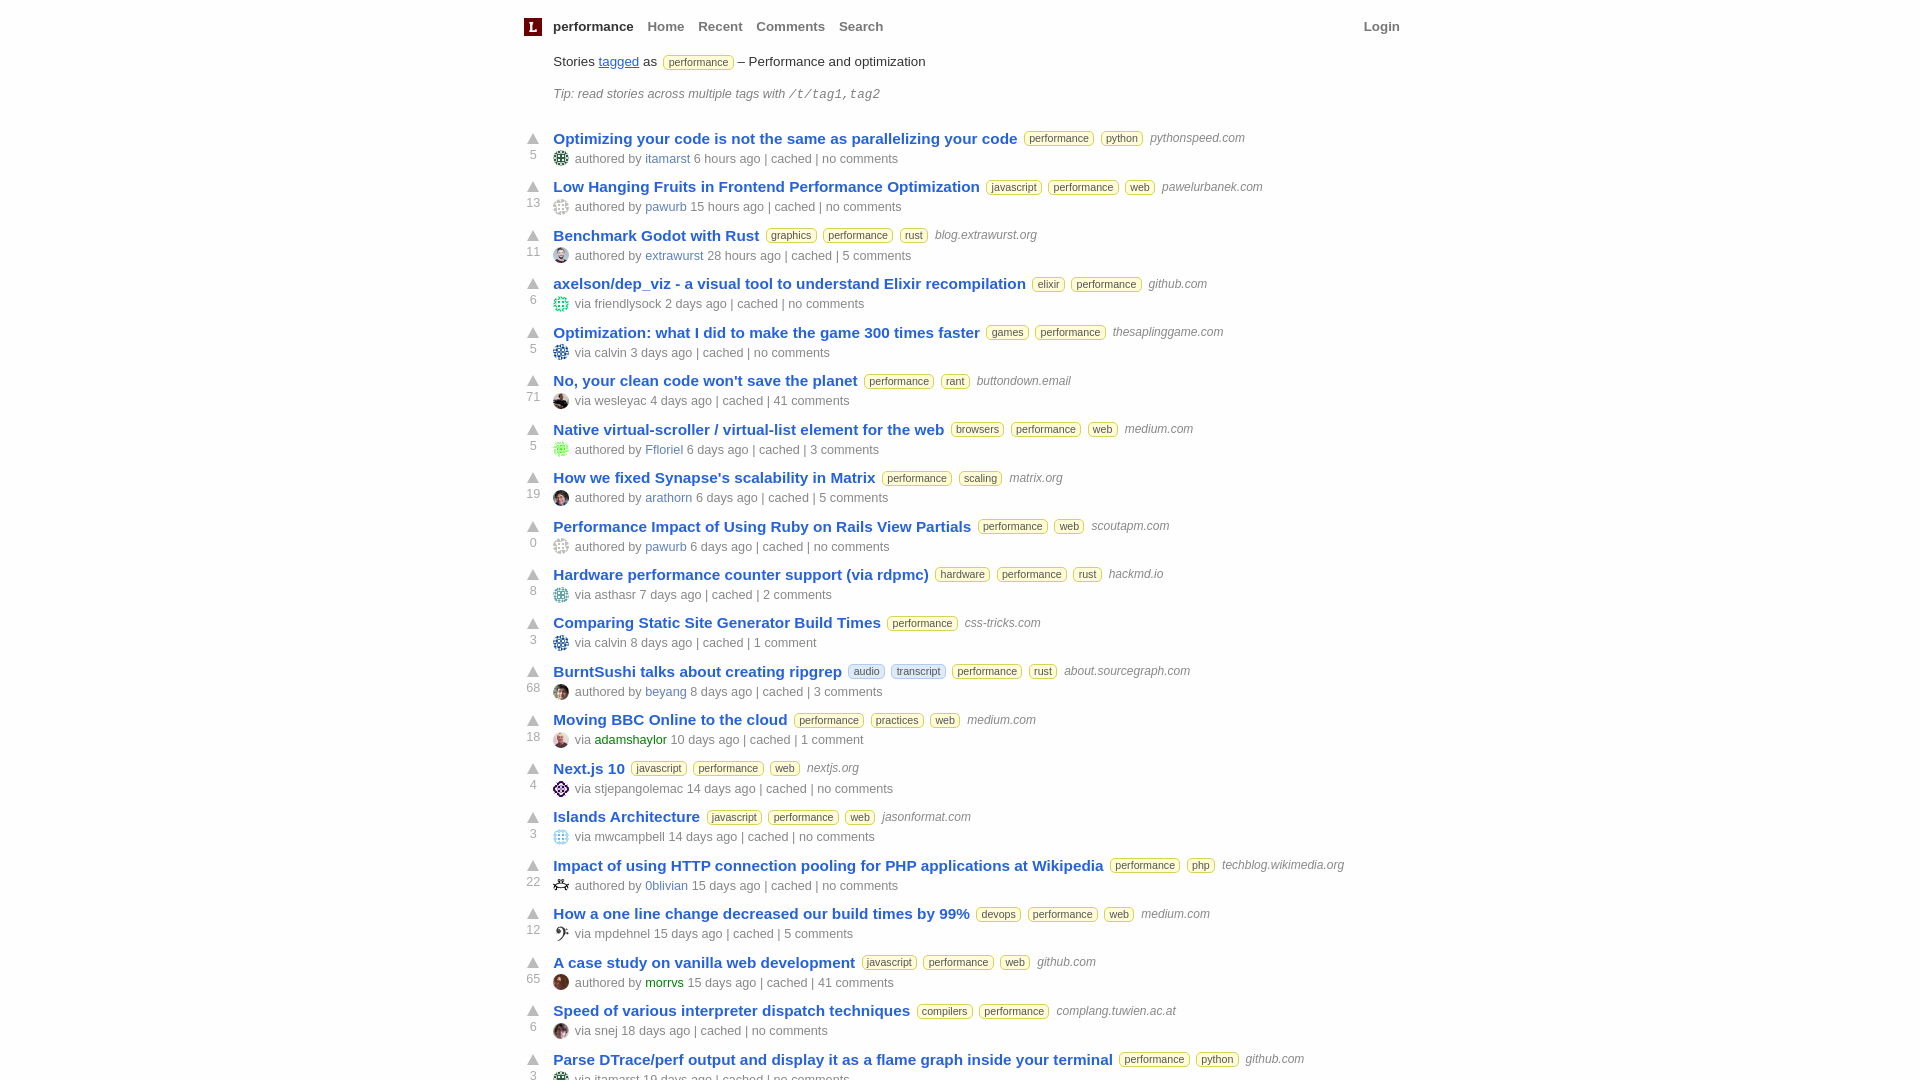 L performance Home Recent Comments Search Login
Stories tagged as performance – Performance and optimization
Tip: read stories across multiple tags with /t/tag1,tag2
Optimizing your code is not the same as parallelizing your code performance python pythonspeed.com
5 authored by itamarst 6 hours ago | cached | no comments
Low Hanging Fruits in Frontend Performance Optimization javascript performance web pawelurbanek.com
13 authored by pawurb 15 hours ago | cached | no comments
Benchmark Godot with Rust graphics performance rust blog.extrawurst.org
11 authored by extrawurst 28 hours ago | cached | 5 comments
axelson/dep_viz - a visual tool to understand Elixir recompilation elixir performance github.com
6 via friendlysock 2 days ago | cached | no comments
Optimization: what I did to make the game 300 times faster games performance thesaplinggame.com
5 via calvin 3 days ago | cached | no comments
No, your clean code won't save the planet performance rant buttondown.email
71 via wesleyac 4 days ago | cached | 41 comments
Native virtual-scroller / virtual-list element for the web browsers performance web medium.com
5 authored by Ffloriel 6 days ago | cached | 3 comments
How we fixed Synapse's scalability in Matrix performance scaling matrix.org
19 authored by arathorn 6 days ago | cached | 5 comments
Performance Impact of Using Ruby on Rails View Partials performance web scoutapm.com
0 authored by pawurb 6 days ago | cached | no comments
Hardware performance counter support (via rdpmc) hardware performance rust hackmd.io
8 via asthasr 7 days ago | cached | 2 comments
Comparing Static Site Generator Build Times performance css-tricks.com
3 via calvin 8 days ago | cached | 1 comment
BurntSushi talks about creating ripgrep audio transcript performance rust about.sourcegraph.com
68 authored by beyang 8 days ago | cached | 3 comments
Moving BBC Online to the cloud performance practices web medium.com
18 via adamshaylor 10 days ago | cached | 1 comment
Next.js 10 javascript performance web nextjs.org
4 via stjepangolemac 14 days ago | cached | no comments
Islands Architecture javascript performance web jasonformat.com
3 via mwcampbell 14 days ago | cached | no comments
Impact of using HTTP connection pooling for PHP applications at Wikipedia performance php techblog.wikimedia.org
22 authored by 0blivian 15 days ago | cached | no comments
How a one line change decreased our build times by 99% devops performance web medium.com
12 via mpdehnel 15 days ago | cached | 5 comments
A case study on vanilla web development javascript performance web github.com
65 authored by morrvs 15 days ago | cached | 41 comments
Speed of various interpreter dispatch techniques compilers performance complang.tuwien.ac.at
6 via snej 18 days ago | cached | no comments
Parse DTrace/perf output and display it as a flame graph inside your terminal performance python github.com
3 via itamarst 19 days ago | cached | no comments